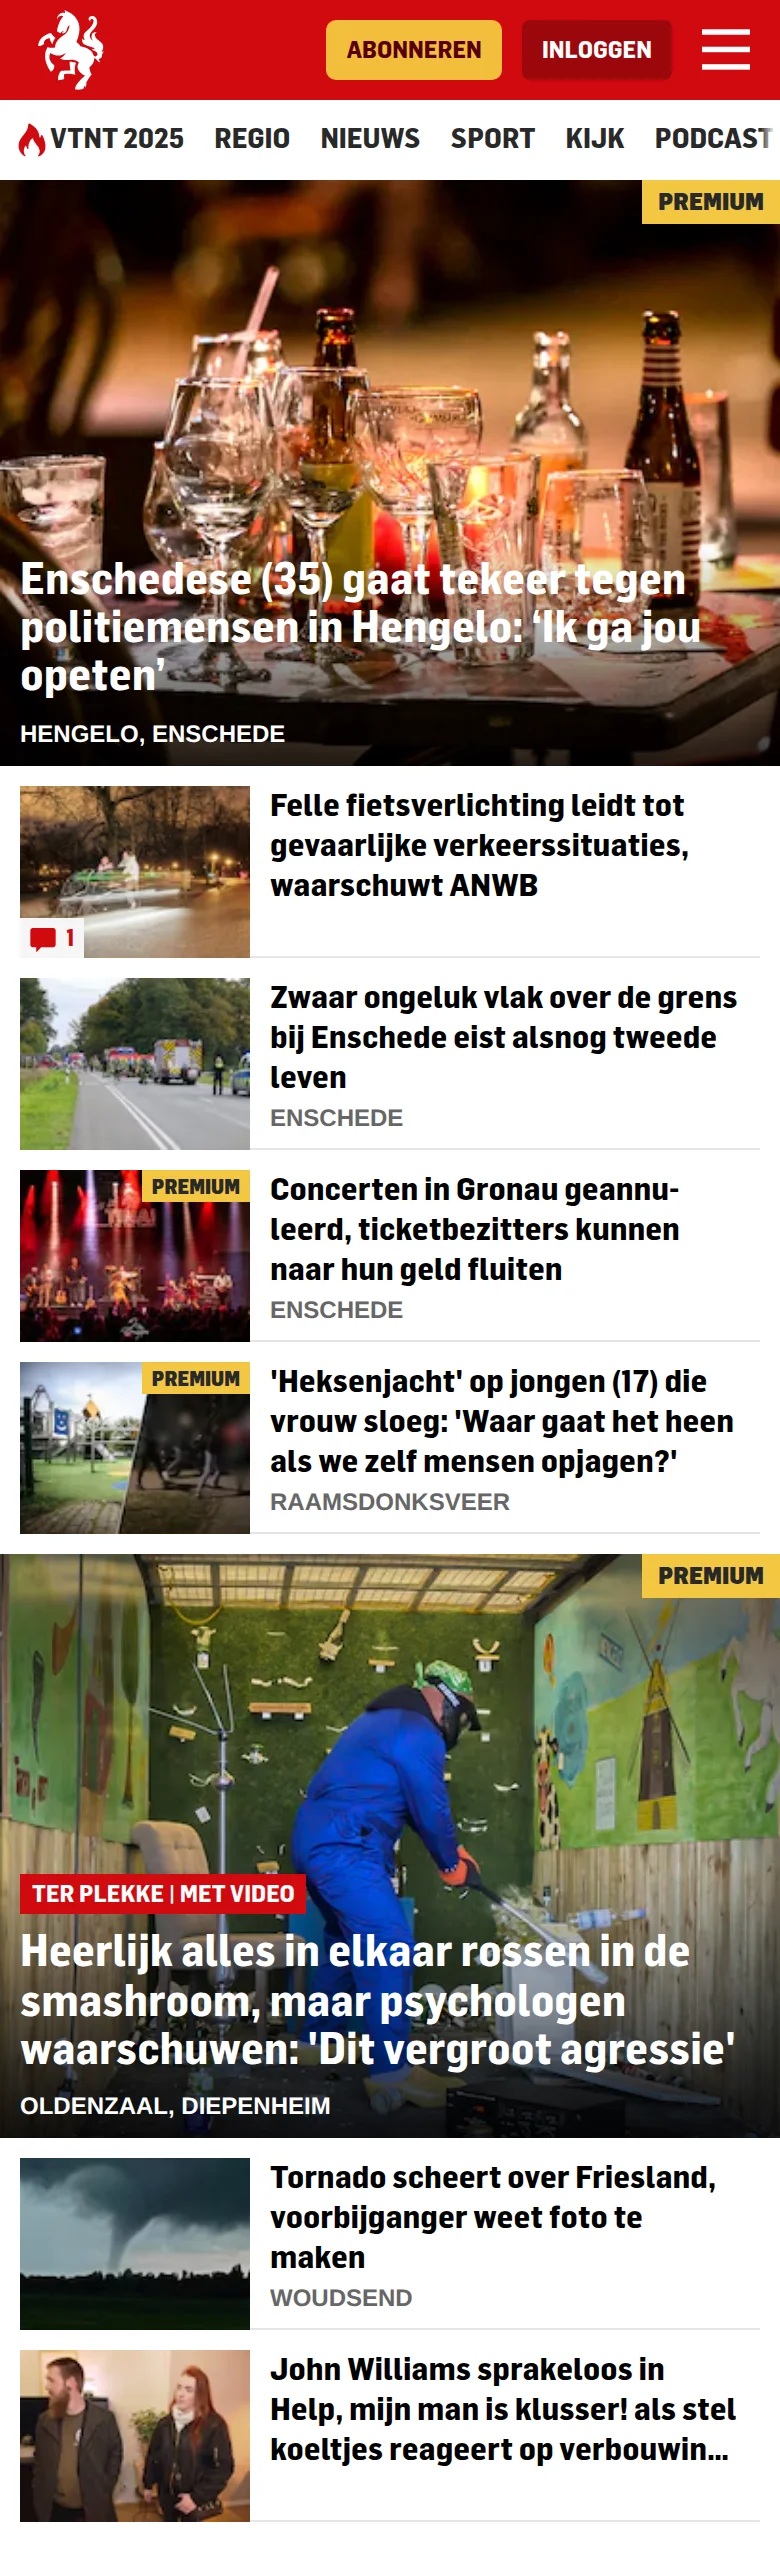 ABONNEREN
INLOGGEN
VTNT 2025 REGIO NIEUWS SPORT KIJK PODCAST
PREMIUM
Enschedese (35) gaat tekeer tegen
politiemensen in Hengelo: ‘Ik ga jou
opeten’
HENGELO, ENSCHEDE
Felle fietsverlichting leidt tot
gevaarlijke verkeerssituaties,
waarschuwt ANWB
1
Zwaar ongeluk vlak over de grens
bij Enschede eist alsnog tweede
leven
ENSCHEDE
PREMIUM
Concerten in Gronau geannu-
leerd, ticketbezitters kunnen
naar hun geld fluiten
ENSCHEDE
PREMIUM
'Heksenjacht' op jongen (17) die
vrouw sloeg: 'Waar gaat het heen
als we zelf mensen opjagen?'
RAAMSDONKSVEER
PREMIUM
TER PLEKKE | MET VIDEO
Heerlijk alles in elkaar rossen in de
smashroom, maar psychologen
waarschuwen: 'Dit vergroot agressie'
OLDENZAAL, DIEPENHEIM
Tornado scheert over Friesland,
voorbijganger weet foto te
maken
WOUDSEND
John Williams sprakeloos in
Help, mijn man is klusser! als stel
koeltjes reageert op verbouwin...